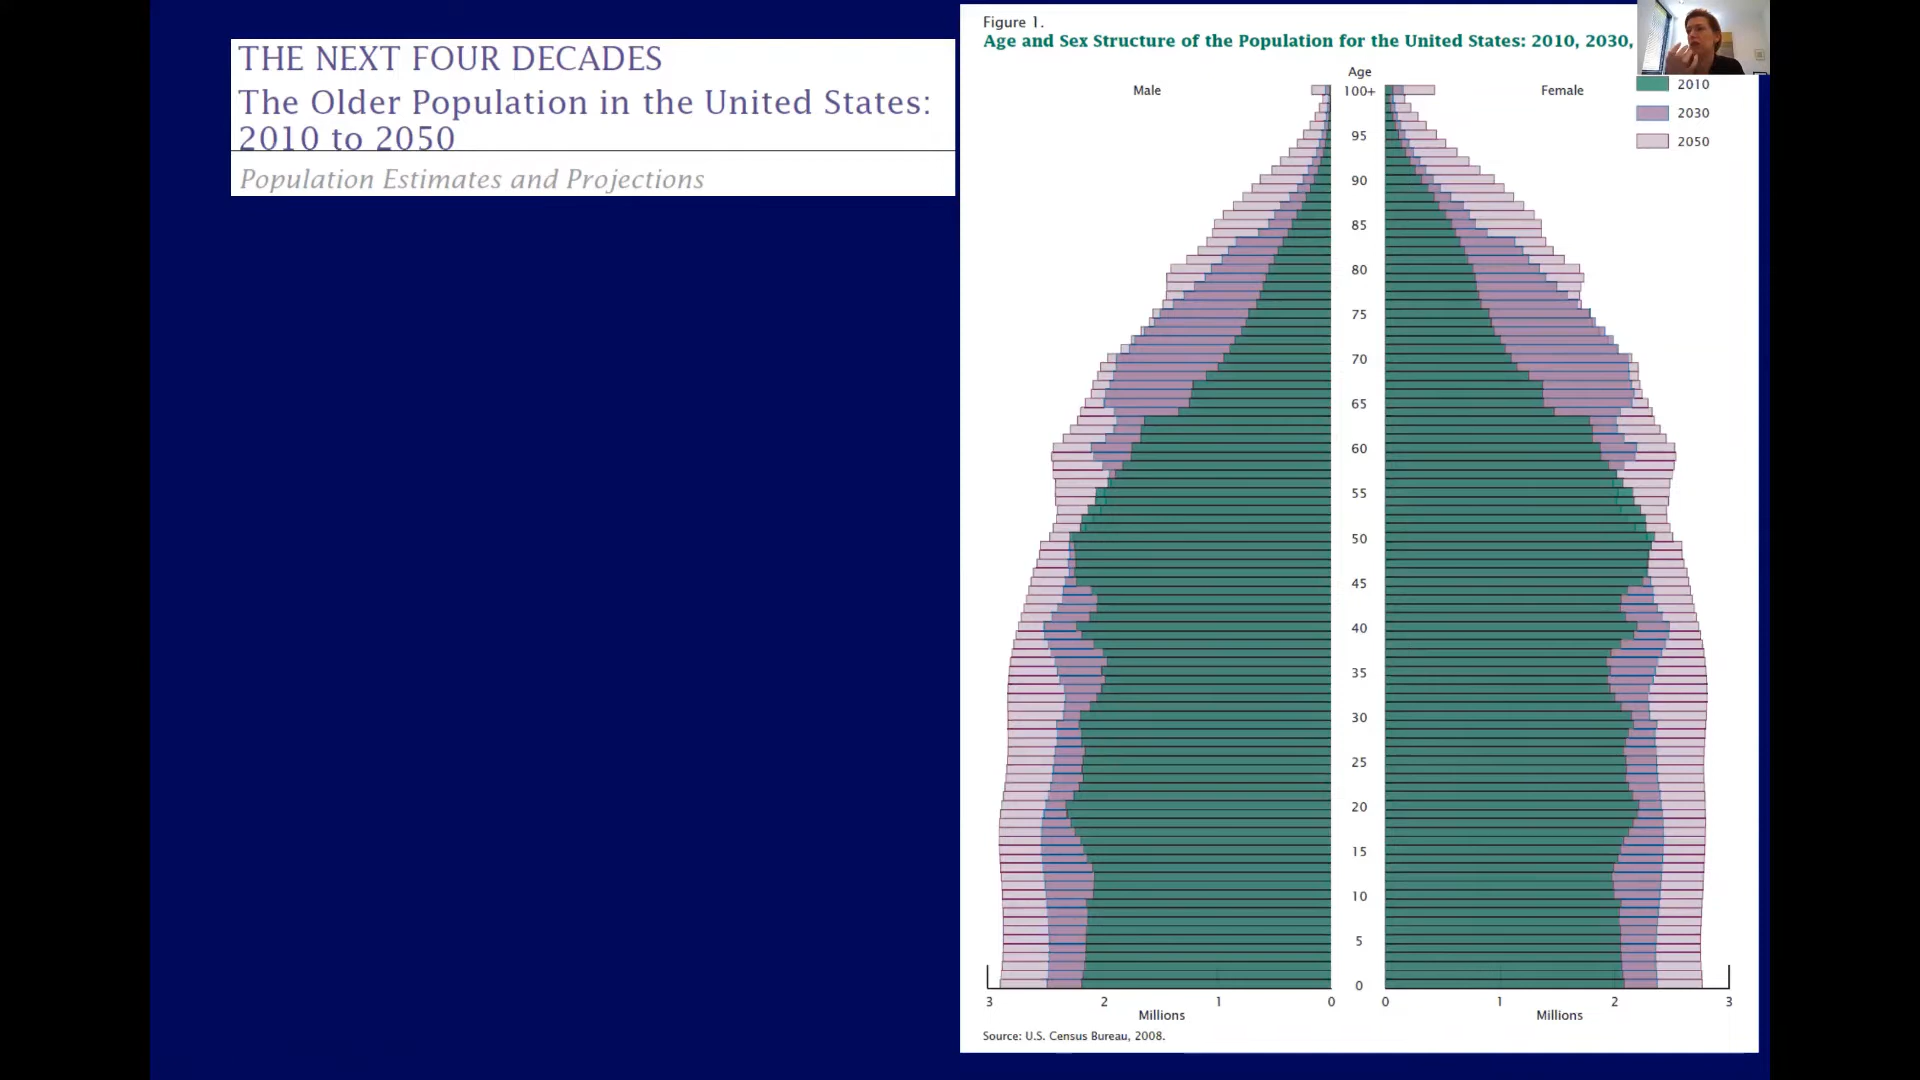 THE NEXT FOUR DECADES
The Older Population in the United States:
2010 to 2050
Population Estimates and Projections
Figure 1.
Age and Sex Structure of the Population for the United States: 2010, 2030,
Age
Male
100+
Female
2010
2030
2050
95
90
85
80
75
70
65
60
55
50
45
40
35
30
25
20
15
10
5
0
3 2 1 0 0 1 2 3
Millions Millions
Source: U.S. Census Bureau, 2008.